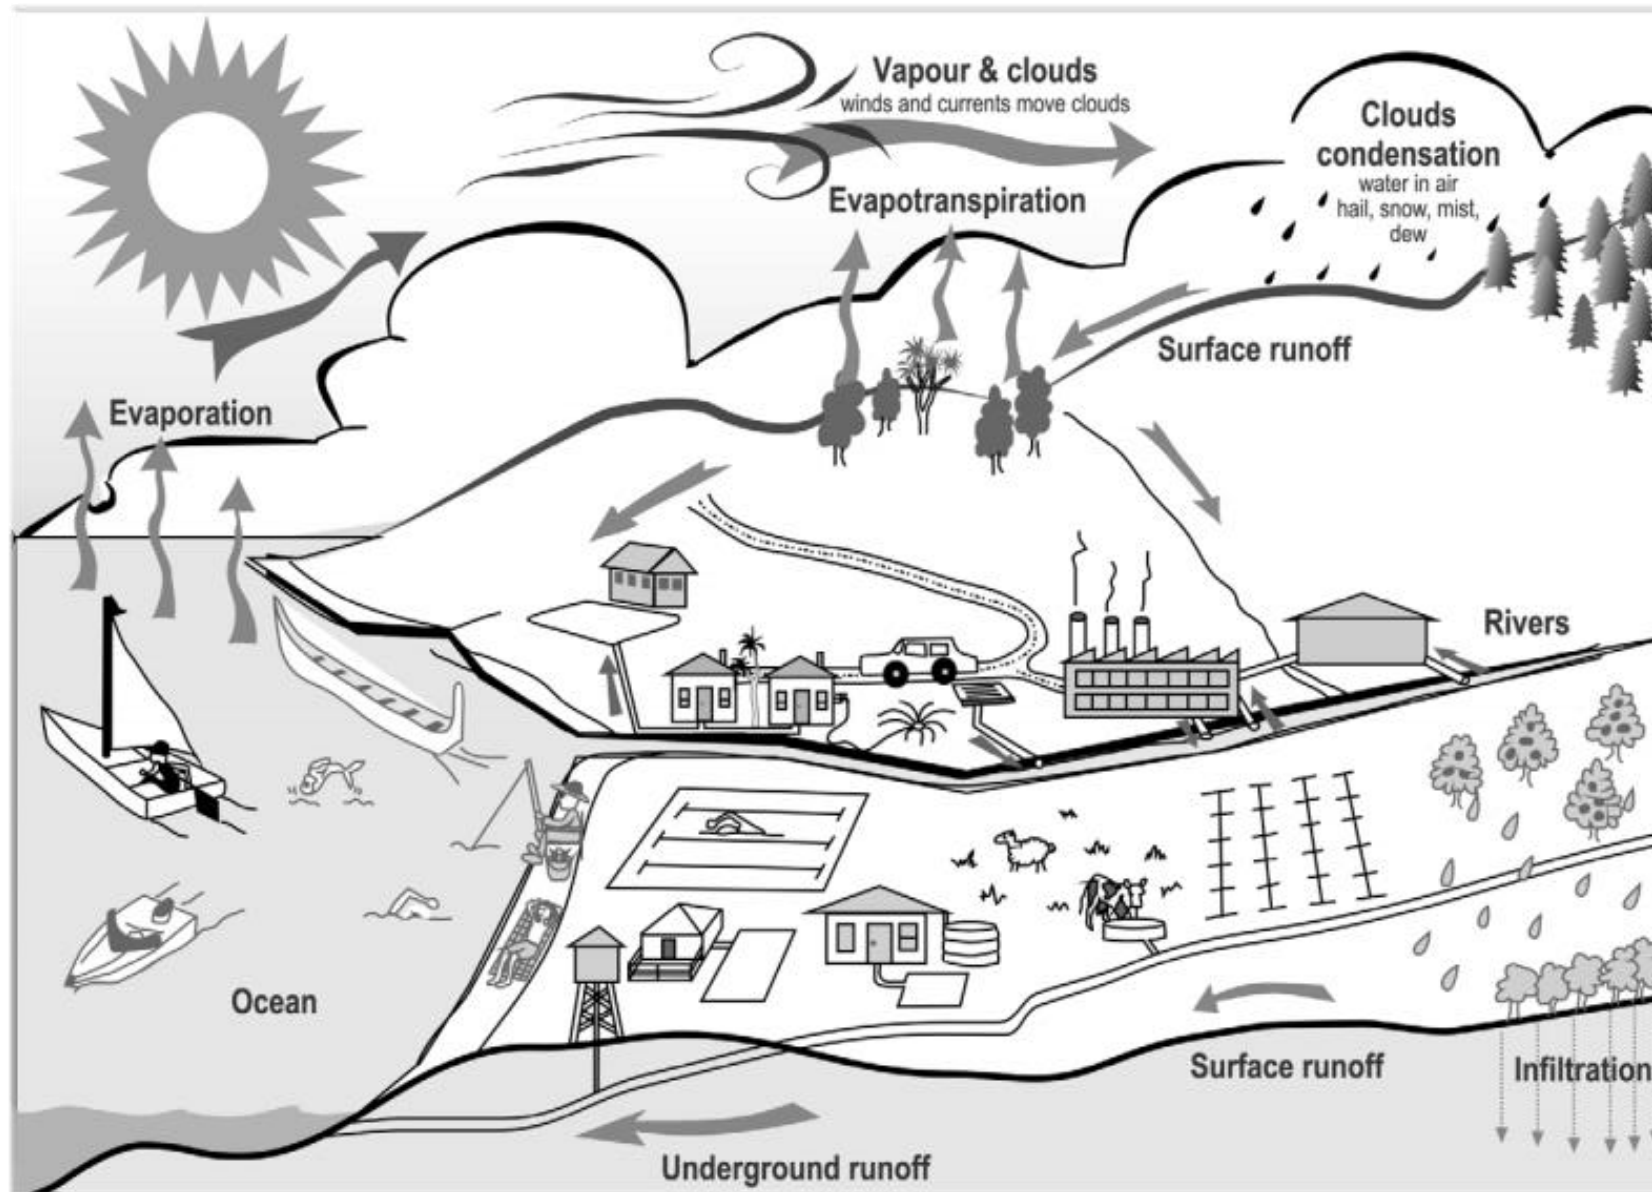 Vapour & clouds
winds and currents move clouds
Clouds
condensation
water in air
hail, snow, mist,
dew
Evapotranspiration
Surface runoff
Evaporation
Rivers
Ocean
Surface runoff
Infiltration
Underground runoff